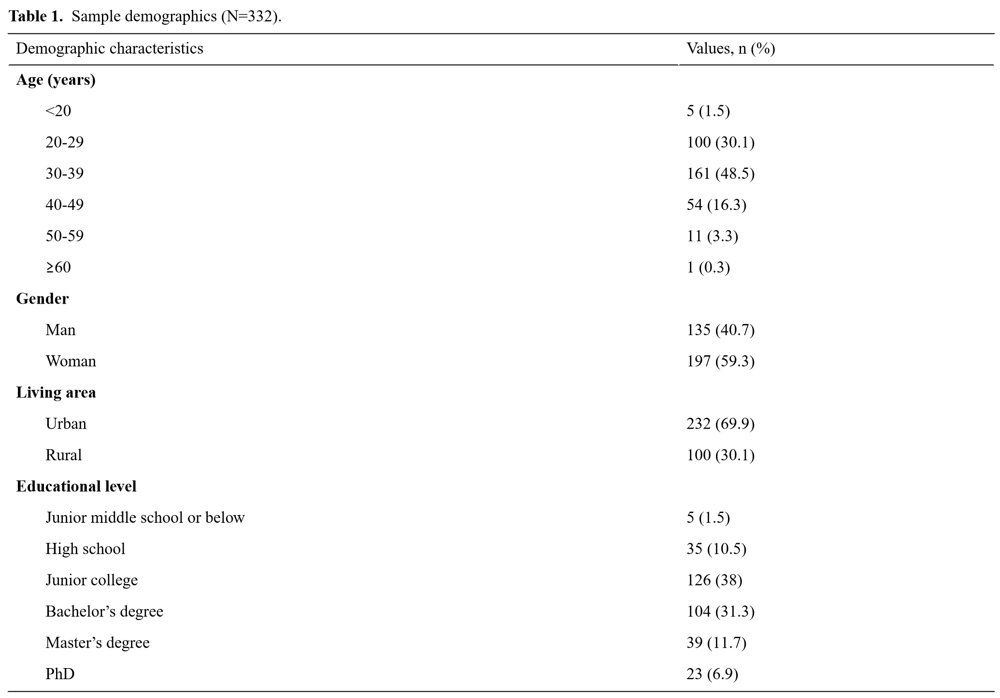 Table 1. Sample demographics (N=332).
Demographic characteristics Values, n (%)
Age (years)
<20 5 (1.5)
20-29 100 (30.1)
30-39 161 (48.5)
40-49 54 (16.3)
50-59 11 (3.3)
≥60 1 (0.3)
Gender
Man 135 (40.7)
Woman 197 (59.3)
Living area
Urban 232 (69.9)
Rural 100 (30.1)
Educational level
Junior middle school or below 5 (1.5)
High school 35 (10.5)
Junior college 126 (38)
Bachelor’s degree 104 (31.3)
Master’s degree 39 (11.7)
PhD 23 (6.9)